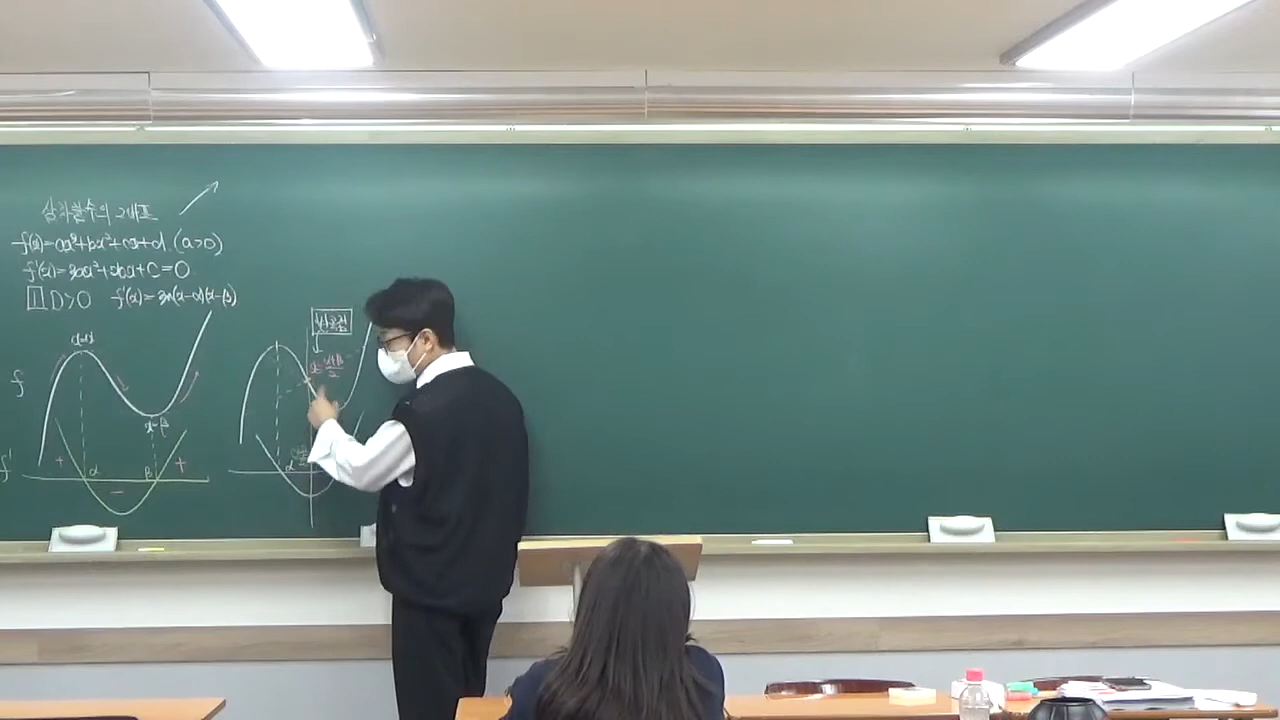 삼차함수의 그래프
f(x)=ax³+bx²+cx+d (a>0)
f'(x)=3ax²+2bx+c=0
1 D>0 f'(x)=3a(x-α)(x-β)
x=α
f
x=β
f'
+ α β +
-
변곡점
x=α+β/2
α